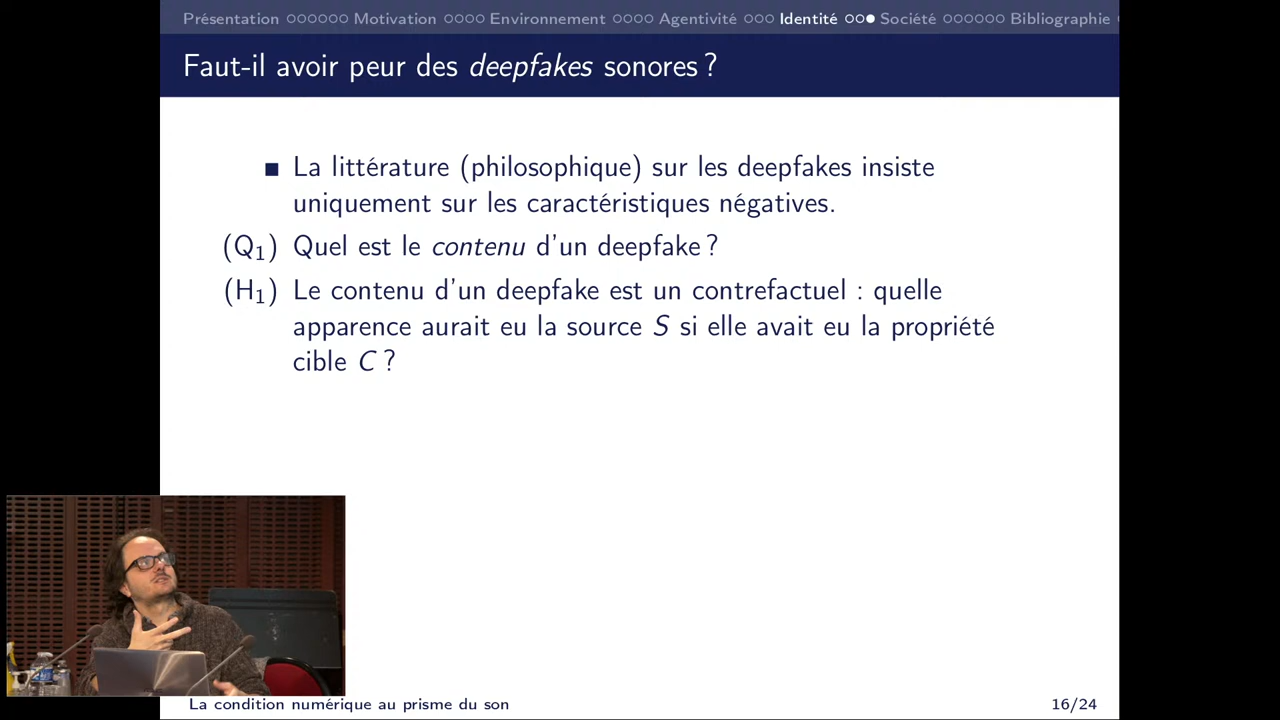 Présentation Motivation Environnement Agentivité Identité Société Bibliographie
Faut-il avoir peur des deepfakes sonores ?
La littérature (philosophique) sur les deepfakes insiste
uniquement sur les caractéristiques négatives.
(Q1) Quel est le contenu d'un deepfake ?
(H1) Le contenu d'un deepfake est un contrefactuel : quelle
apparence aurait eu la source S si elle avait eu la propriété
cible C ?
La condition numérique au prisme du son
16/24